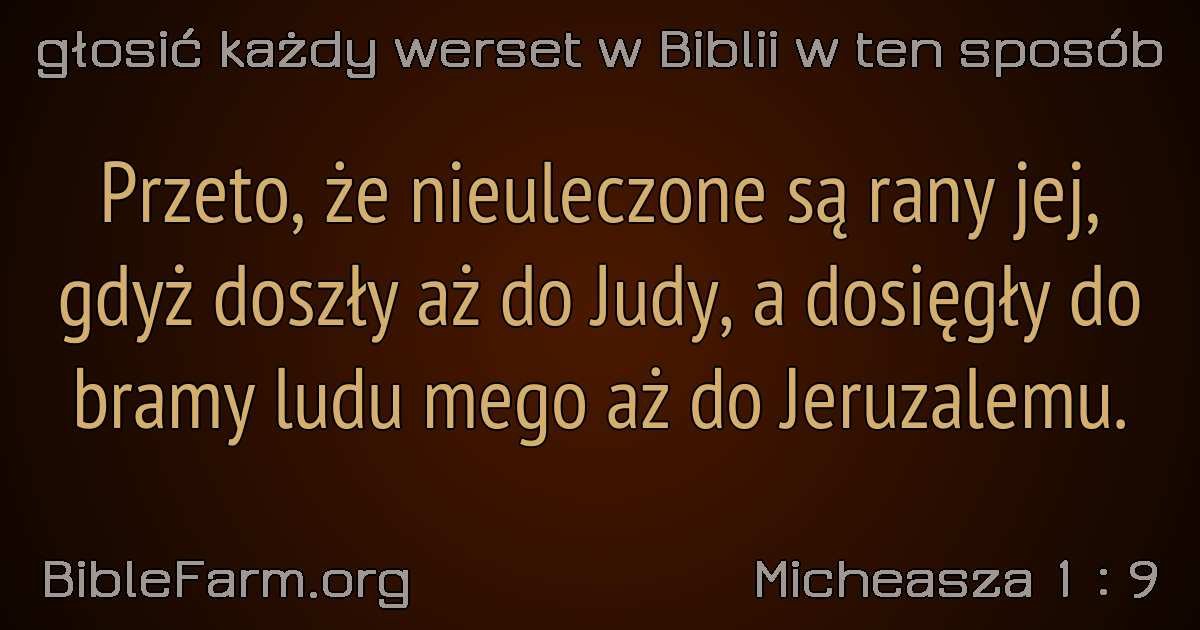 głosić każdy werset w Biblii w ten sposób
Przeto, że nieuleczone są rany jej,
gdyż doszły aż do Judy, a dosięgły do
bramy ludu mego aż do Jeruzalemu.
BibleFarm.org
Micheasza 1 : 9